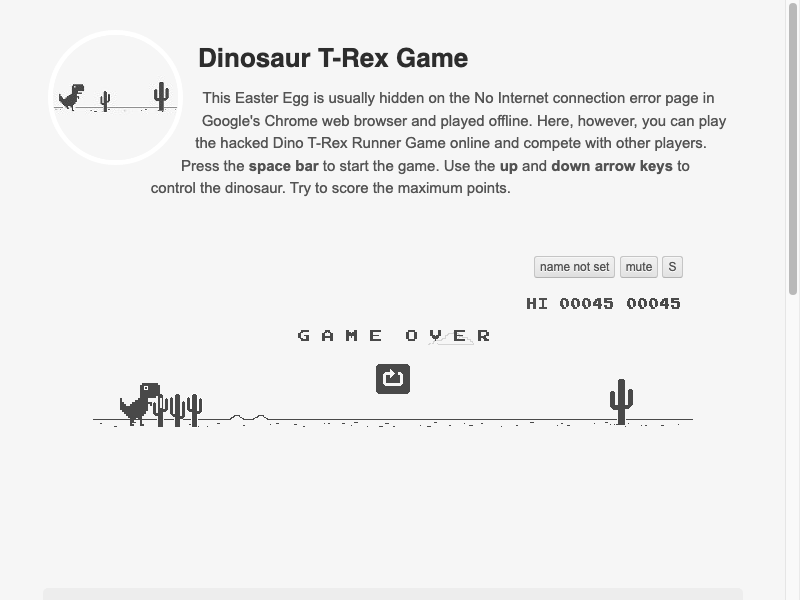 Dinosaur T-Rex Game
This Easter Egg is usually hidden on the No Internet connection error page in
Google's Chrome web browser and played offline. Here, however, you can play
the hacked Dino T-Rex Runner Game online and compete with other players.
Press the space bar to start the game. Use the up and down arrow keys to
control the dinosaur. Try to score the maximum points.
name not set mute S
HI 00045 00045
GAME OVER